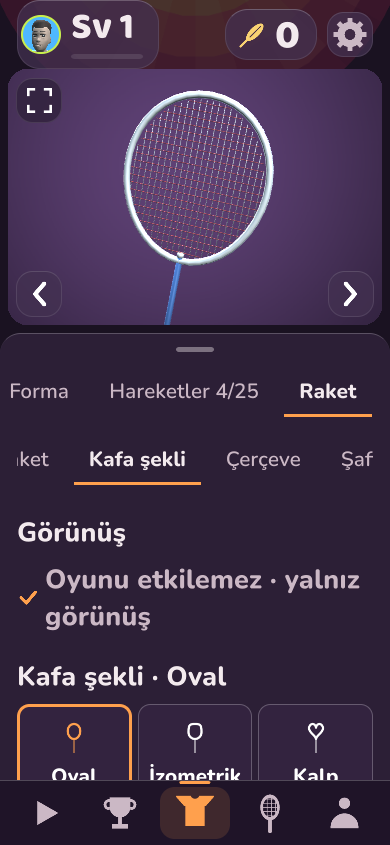 Sv 1
0
Forma
Hareketler 4/25
Raket
ket
Kafa şekli
Çerçeve
Şaf
Görünüş
Oyunu etkilemez · yalnız
görünüş
Kafa şekli · Oval
Oval
İzometrik
Kalp